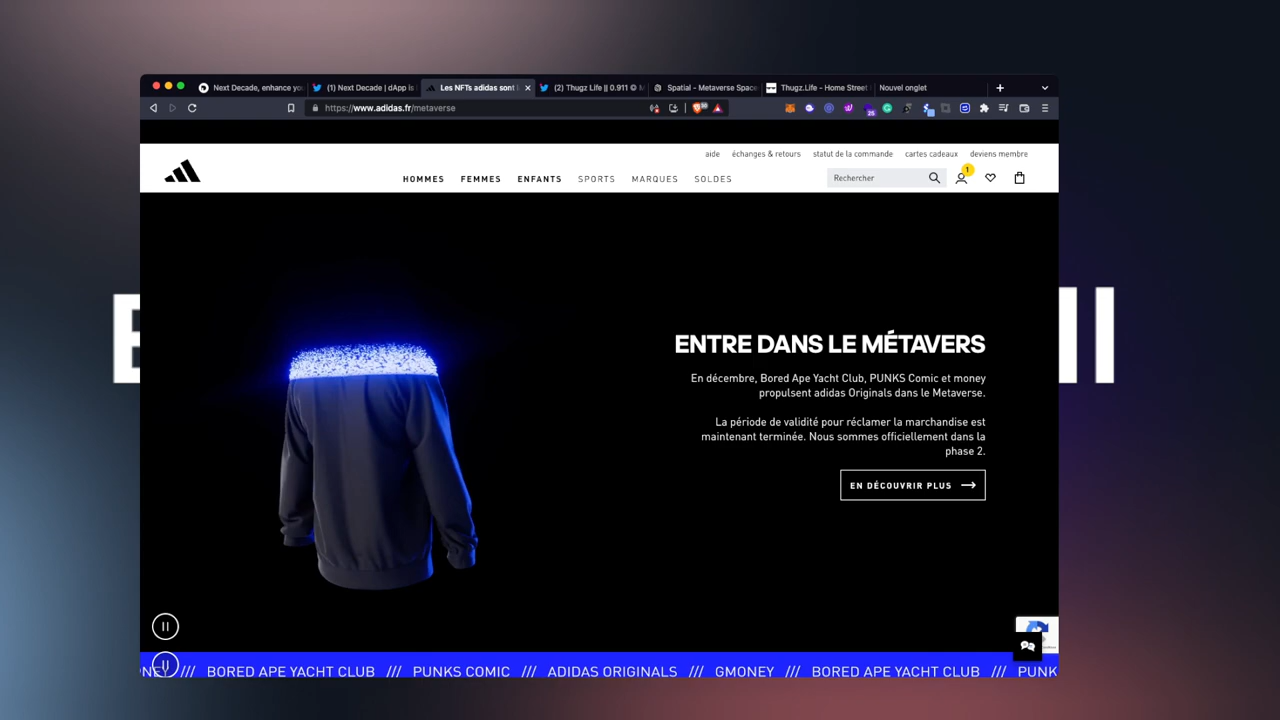 Next Decade, enhance you
(1) Next Decade | dApp is
Les NFTs adidas sont
(2) Thugz Life || 0.911 © M
Spatial - Metaverse Space
Thugz.Life - Home Street
Nouvel onglet
https://www.adidas.fr/metaverse
25
aide
échanges & retours
statut de la commande
cartes cadeaux
deviens membre
HOMMES
FEMMES
ENFANTS
SPORTS
MARQUES
SOLDES
Rechercher
1
ENTRE DANS LE MÉTAVERS
En décembre, Bored Ape Yacht Club, PUNKS Comic et money
propulsent adidas Originals dans le Metaverse.
La période de validité pour réclamer la marchandise est
maintenant terminée. Nous sommes officiellement dans la
phase 2.
EN DÉCOUVRIR PLUS
NEY /// BORED APE YACHT CLUB /// PUNKS COMIC /// ADIDAS ORIGINALS /// GMONEY /// BORED APE YACHT CLUB /// PUNK